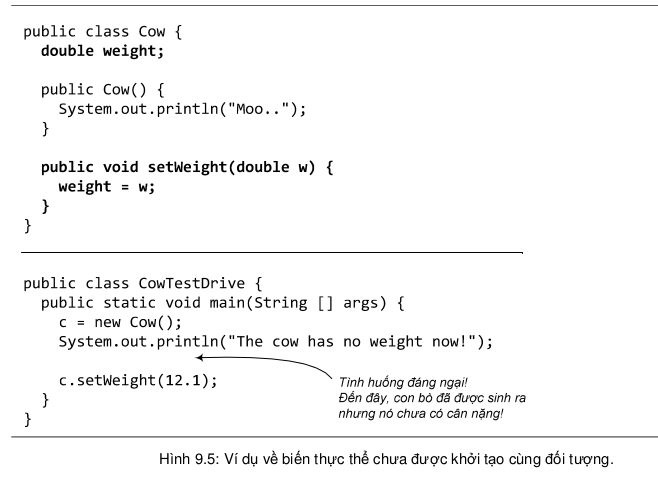 public class Cow {
double weight;
public Cow() {
System.out.println("Moo..");
}
public void setWeight(double w) {
weight = w;
}
}
public class CowTestDrive {
public static void main(String [] args) {
c = new Cow();
System.out.println("The cow has no weight now!");
c.setWeight(12.1);
}
}
Tình huống đáng ngại!
Đến đây, con bò đã được sinh ra
nhưng nó chưa có cân nặng!
Hình 9.5: Ví dụ về biến thực thể chưa được khởi tạo cùng đối tượng.